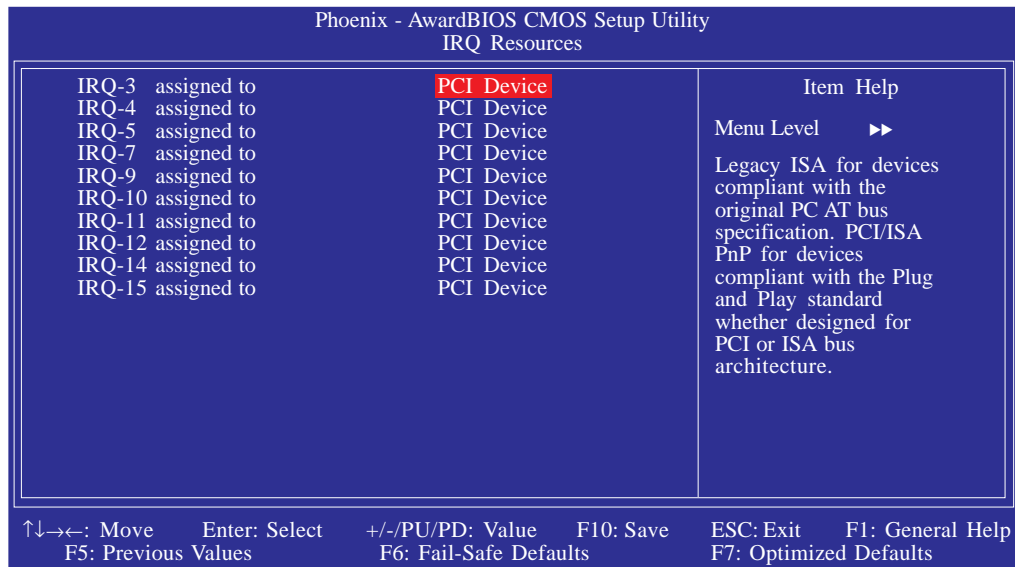 Phoenix - AwardBIOS CMOS Setup Utility
IRQ Resources
IRQ-3 assigned to PCI Device
IRQ-4 assigned to PCI Device
IRQ-5 assigned to PCI Device
IRQ-7 assigned to PCI Device
IRQ-9 assigned to PCI Device
IRQ-10 assigned to PCI Device
IRQ-11 assigned to PCI Device
IRQ-12 assigned to PCI Device
IRQ-14 assigned to PCI Device
IRQ-15 assigned to PCI Device
Item Help
Menu Level ▶▶
Legacy ISA for devices
compliant with the
original PC AT bus
specification. PCI/ISA
PnP for devices
compliant with the Plug
and Play standard
whether designed for
PCI or ISA bus
architecture.
↑↓→←: Move Enter: Select +/-/PU/PD: Value F10: Save ESC: Exit F1: General Help
F5: Previous Values F6: Fail-Safe Defaults F7: Optimized Defaults